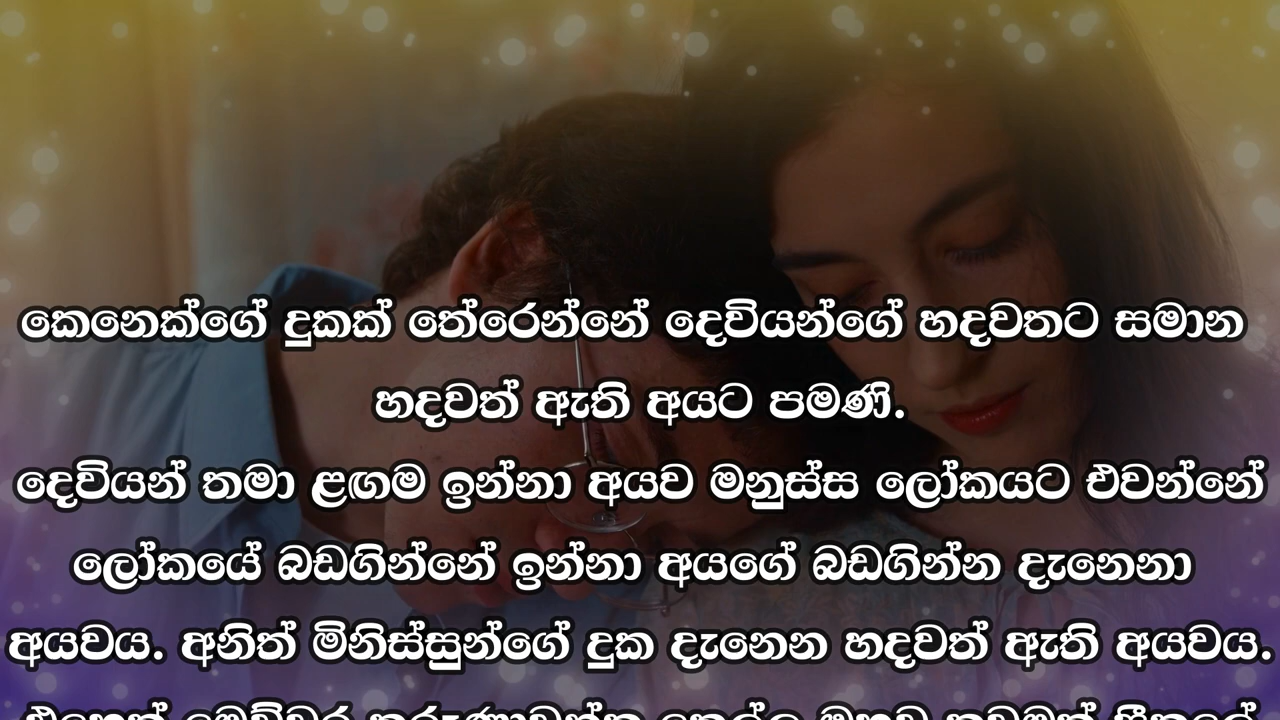 කෙනෙක්ගේ දුකක් තේරෙන්නේ දෙවියන්ගේ හදවතට සමාන
හදවත් ඇති අයට පමණි.
දෙවියන් තමා ළඟම ඉන්නා අයව මනුස්ස ලෝකයට එවන්නේ
ලෝකයේ බඩගින්නේ ඉන්නා අයගේ බඩගින්න දැනෙනා
අයවය. අනිත් මිනිස්සුන්ගේ දුක දැනෙන හදවත් ඇති අයවය.